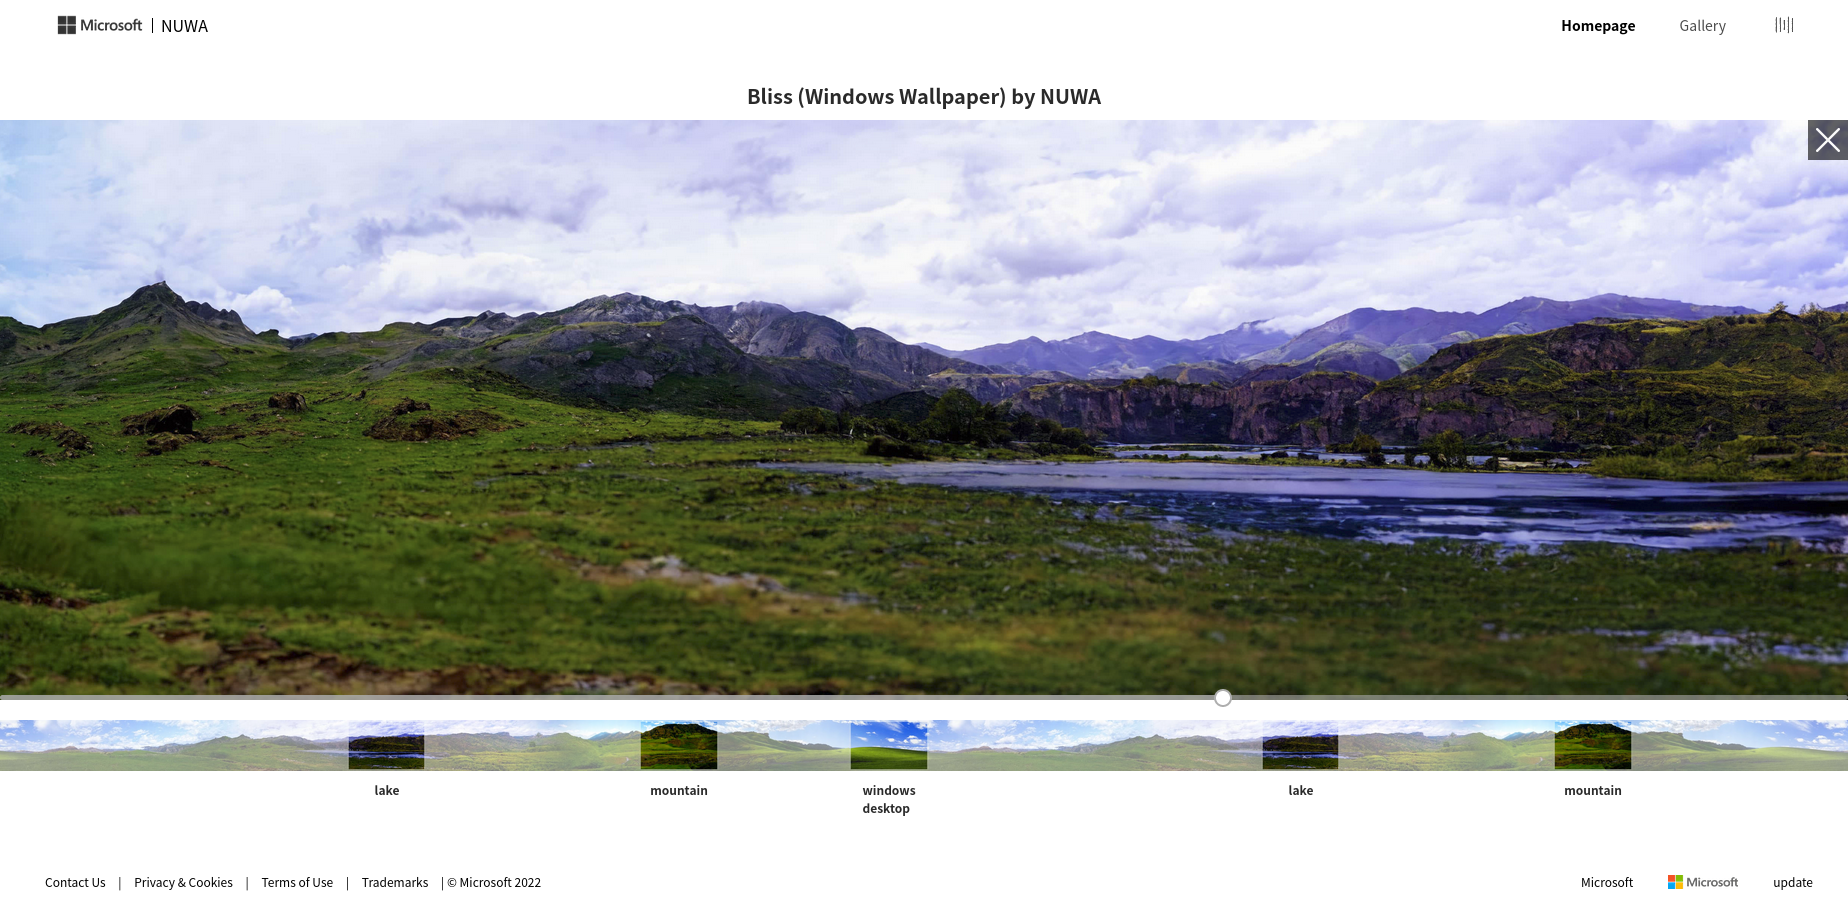 Microsoft | NUWA
Homepage
Gallery
Bliss (Windows Wallpaper) by NUWA
lake
mountain
windows
desktop
lake
mountain
Contact Us | Privacy & Cookies | Terms of Use | Trademarks | © Microsoft 2022
Microsoft
Microsoft
update